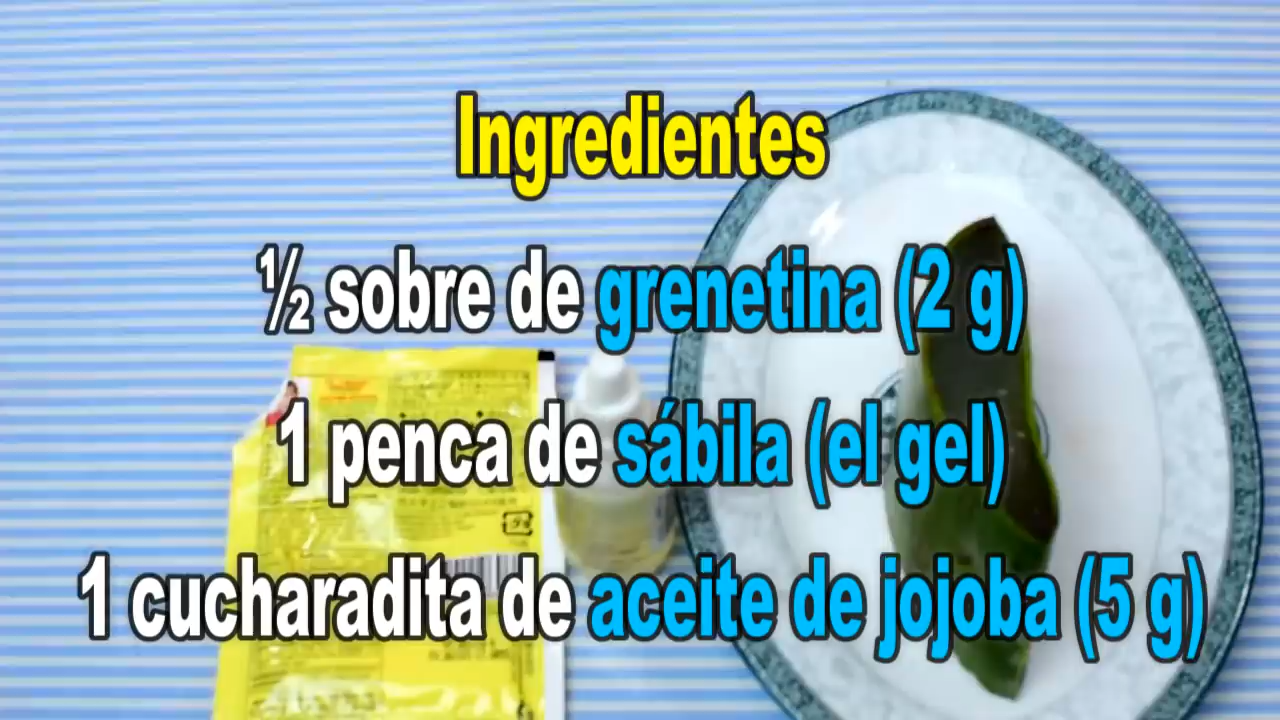 Ingredientes
½ sobre de grenetina (2 g)
1 penca de sábila (el gel)
1 cucharadita de aceite de jojoba (5 g)